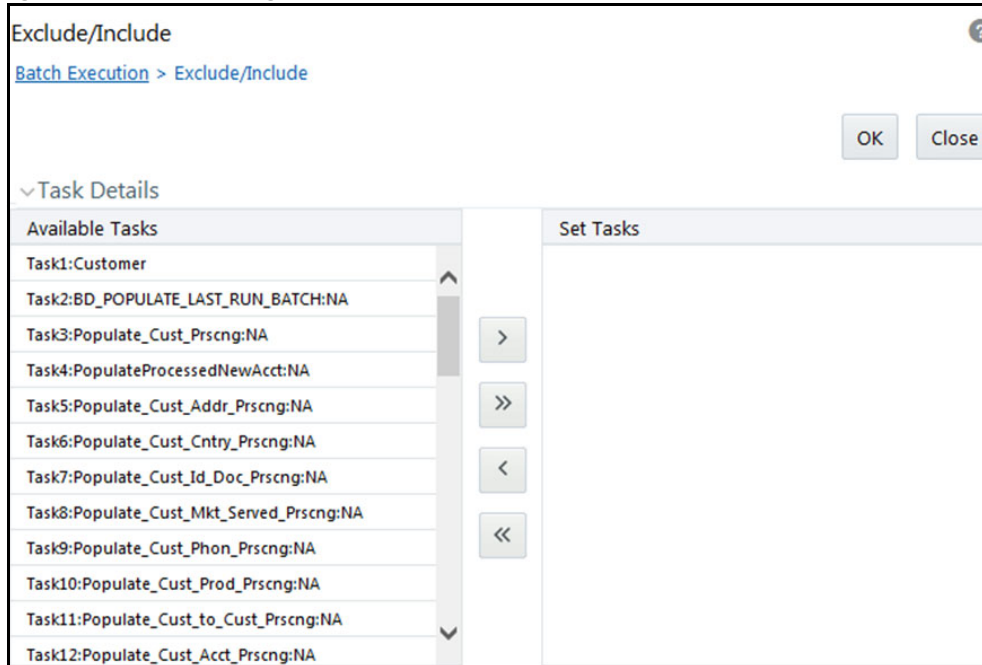 Exclude/Include
?
Batch Execution > Exclude/Include
OK Close
Task Details
Available Tasks
Set Tasks
Task1:Customer
Task2:BD_POPULATE_LAST_RUN_BATCH:NA
Task3:Populate_Cust_Prscng:NA
Task4:PopulateProcessedNewAcct:NA
Task5:Populate_Cust_Addr_Prscng:NA
Task6:Populate_Cust_Cntry_Prscng:NA
Task7:Populate_Cust_Id_Doc_Prscng:NA
Task8:Populate_Cust_Mkt_Served_Prscng:NA
Task9:Populate_Cust_Phon_Prscng:NA
Task10:Populate_Cust_Prod_Prscng:NA
Task11:Populate_Cust_to_Cust_Prscng:NA
Task12:Populate_Cust_Acct_Prscng:NA